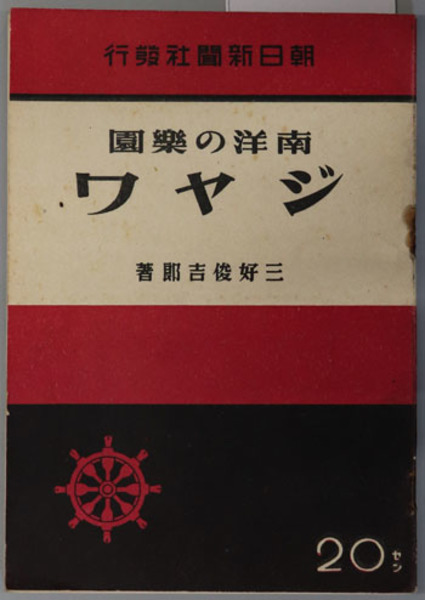 朝日新聞社發行
南洋の樂園
ジヤワ
三好俊吉郞著
20セン